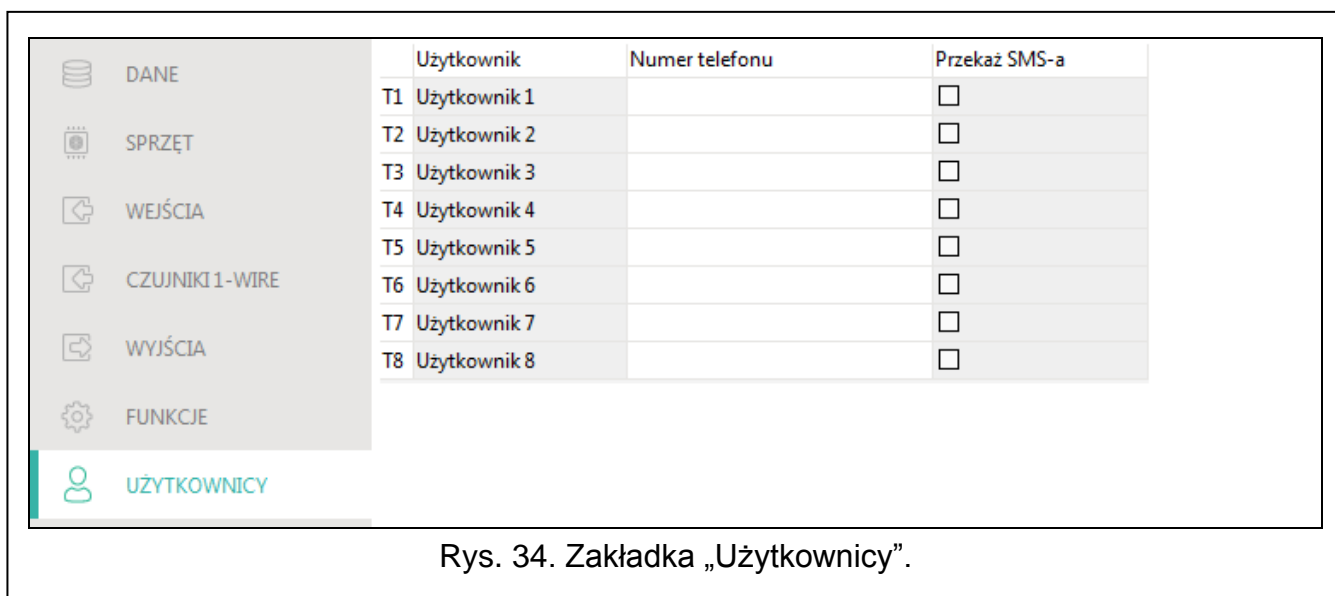 DANE
SPRZĘT
WEJŚCIA
CZUJNIKI 1-WIRE
WYJŚCIA
FUNKCJE
UŻYTKOWNICY
Użytkownik Numer telefonu Przekaż SMS-a
T1 Użytkownik 1
T2 Użytkownik 2
T3 Użytkownik 3
T4 Użytkownik 4
T5 Użytkownik 5
T6 Użytkownik 6
T7 Użytkownik 7
T8 Użytkownik 8
Rys. 34. Zakładka „Użytkownicy”.